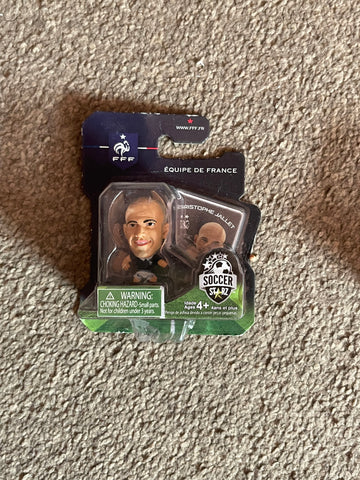 WWW.FFF.FR
FFF
ÉQUIPE DE FRANCE
CHRISTOPHE JALLET
SOCCER
STARZ
WARNING:
CHOKING HAZARD-Small parts.
Not for children under 3 years.
Idade
Ages 4+ ans et plus